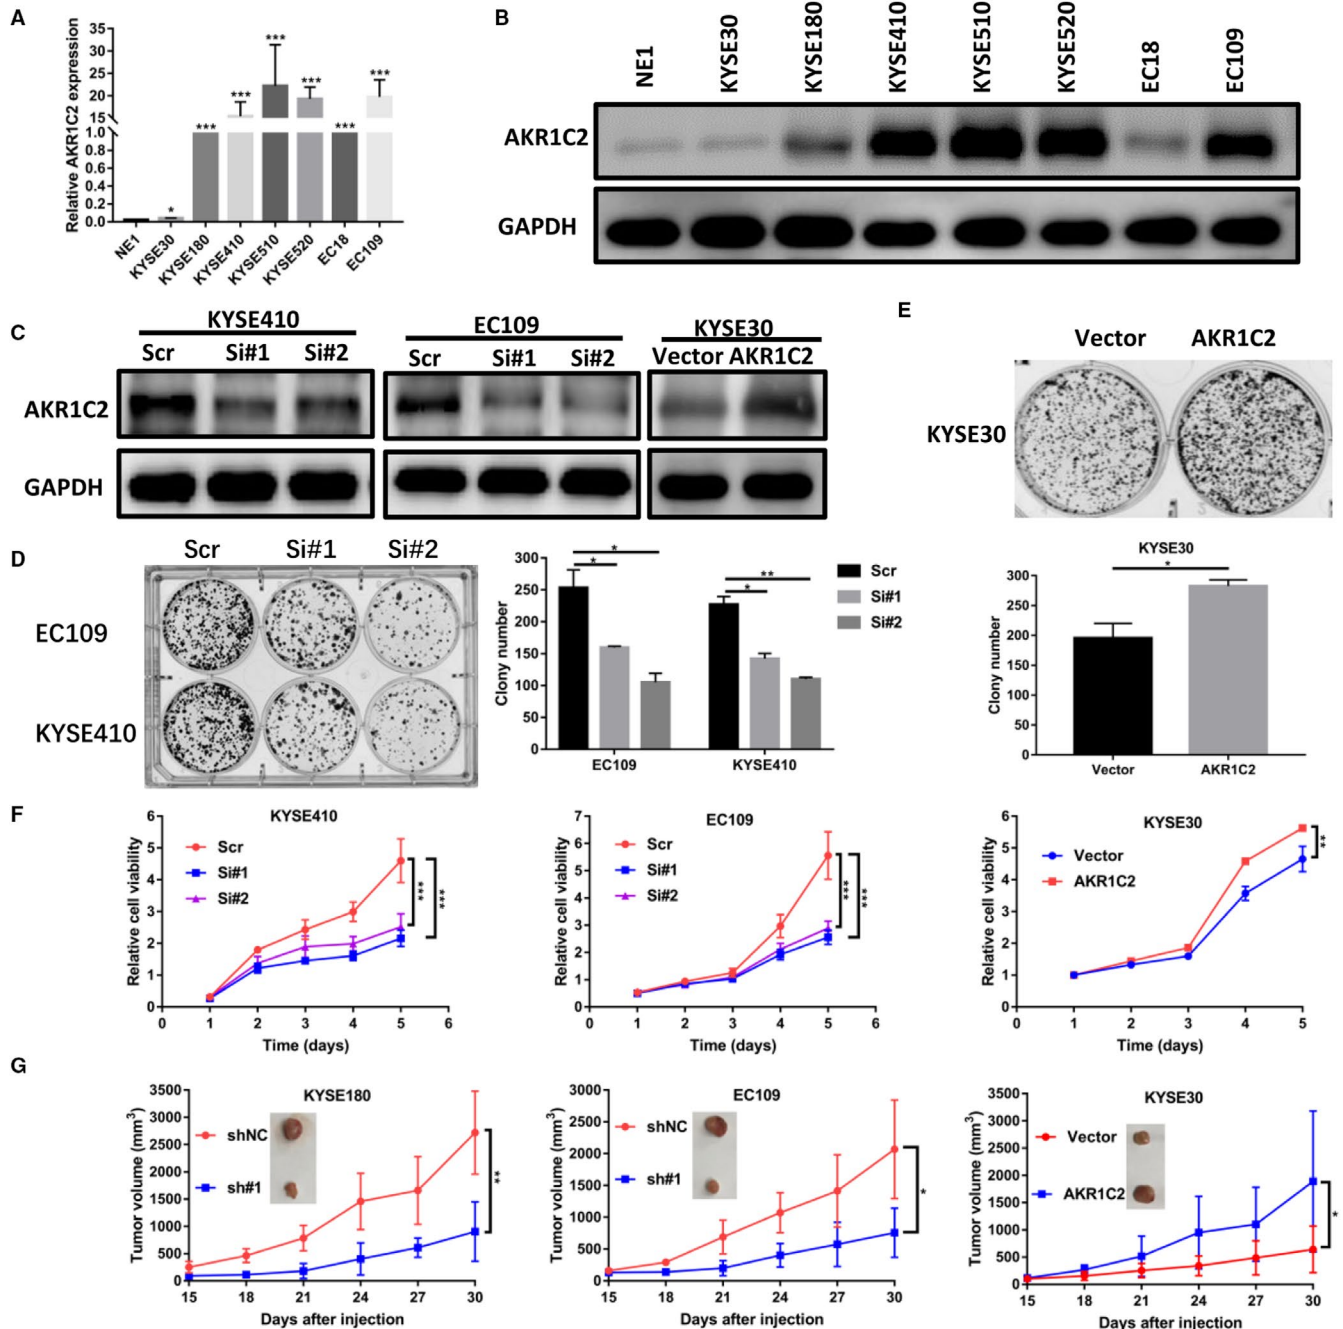 A
Relative AKR1C2 expression
35
30
25
20
15
1.0
0.8
0.6
0.4
0.2
0.0
*
***
***
***
***
***
***
NE1
KYSE30
KYSE180
KYSE410
KYSE510
KYSE520
EC18
EC109
B
NE1
KYSE30
KYSE180
KYSE410
KYSE510
KYSE520
EC18
EC109
AKR1C2
GAPDH
C
KYSE410
EC109
KYSE30
Scr Si#1 Si#2
Scr Si#1 Si#2
Vector AKR1C2
AKR1C2
GAPDH
E
Vector AKR1C2
KYSE30
KYSE30
*
Clony number
300
250
200
150
100
50
0
Vector AKR1C2
D
Scr Si#1 Si#2
EC109
KYSE410
Clony number
300
250
200
150
100
50
0
*
*
**
*
EC109 KYSE410
Scr
Si#1
Si#2
F
KYSE410
Relative cell viability
6
5
4
3
2
1
0
Scr
Si#1
Si#2
***
***
0 1 2 3 4 5 6
Time (days)
EC109
Relative cell viability
7
6
5
4
3
2
1
0
Scr
Si#1
Si#2
***
***
0 1 2 3 4 5 6
Time (days)
KYSE30
Relative cell viability
6
5
4
3
2
1
0
Vector
AKR1C2
**
0 1 2 3 4 5
Time (days)
G
KYSE180
Tumor volume (mm³)
3500
3000
2500
2000
1500
1000
500
0
shNC
sh#1
**
15 18 21 24 27 30
Days after injection
EC109
Tumor volume (mm³)
3000
2500
2000
1500
1000
500
0
shNC
sh#1
*
15 18 21 24 27 30
Days after injection
KYSE30
Tumor volume (mm³)
3500
3000
2500
2000
1500
1000
500
0
Vector
AKR1C2
*
15 18 21 24 27 30
Days after injection